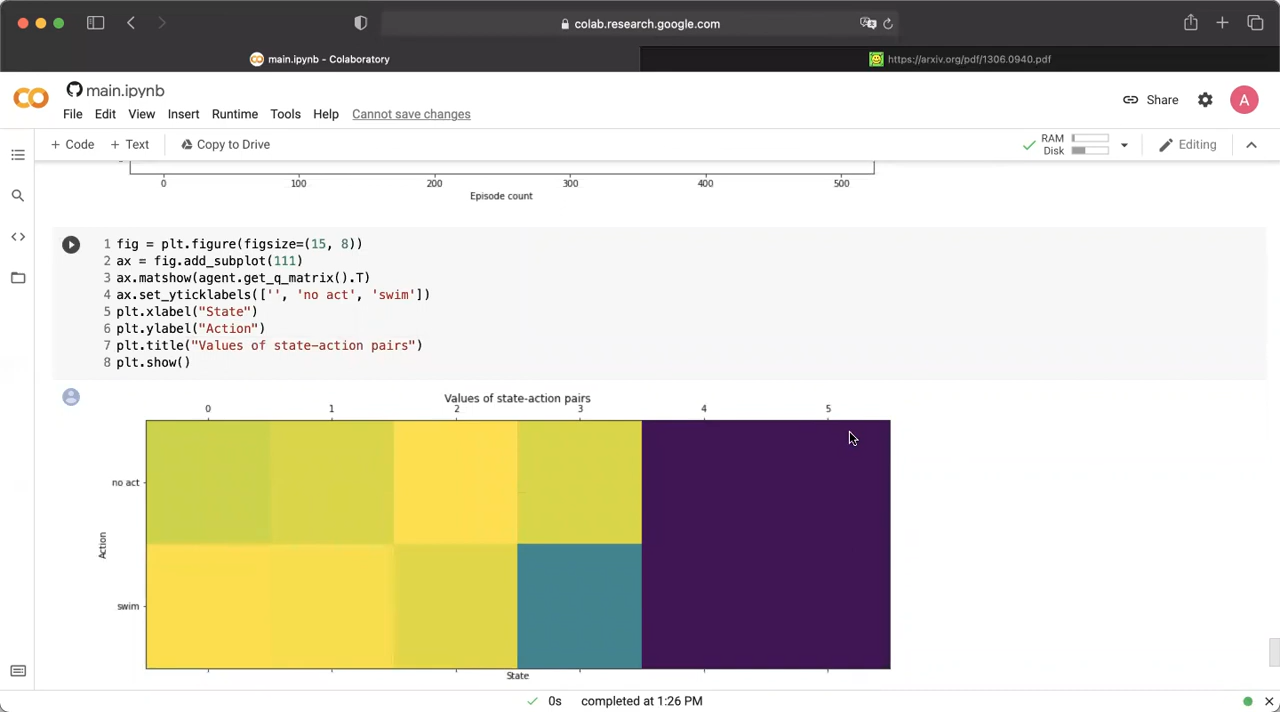 colab.research.google.com
main.ipynb - Colaboratory
https://arxiv.org/pdf/1306.0940.pdf
main.ipynb
Share
A
File Edit View Insert Runtime Tools Help Cannot save changes
+ Code + Text Copy to Drive
RAM
Disk
Editing
0 100 200 300 400 500
Episode count
1 fig = plt.figure(figsize=(15, 8))
2 ax = fig.add_subplot(111)
3 ax.matshow(agent.get_q_matrix().T)
4 ax.set_yticklabels(['', 'no act', 'swim'])
5 plt.xlabel("State")
6 plt.ylabel("Action")
7 plt.title("Values of state-action pairs")
8 plt.show()
Values of state-action pairs
0 1 2 3 4 5
no act
Action
swim
State
0s completed at 1:26 PM